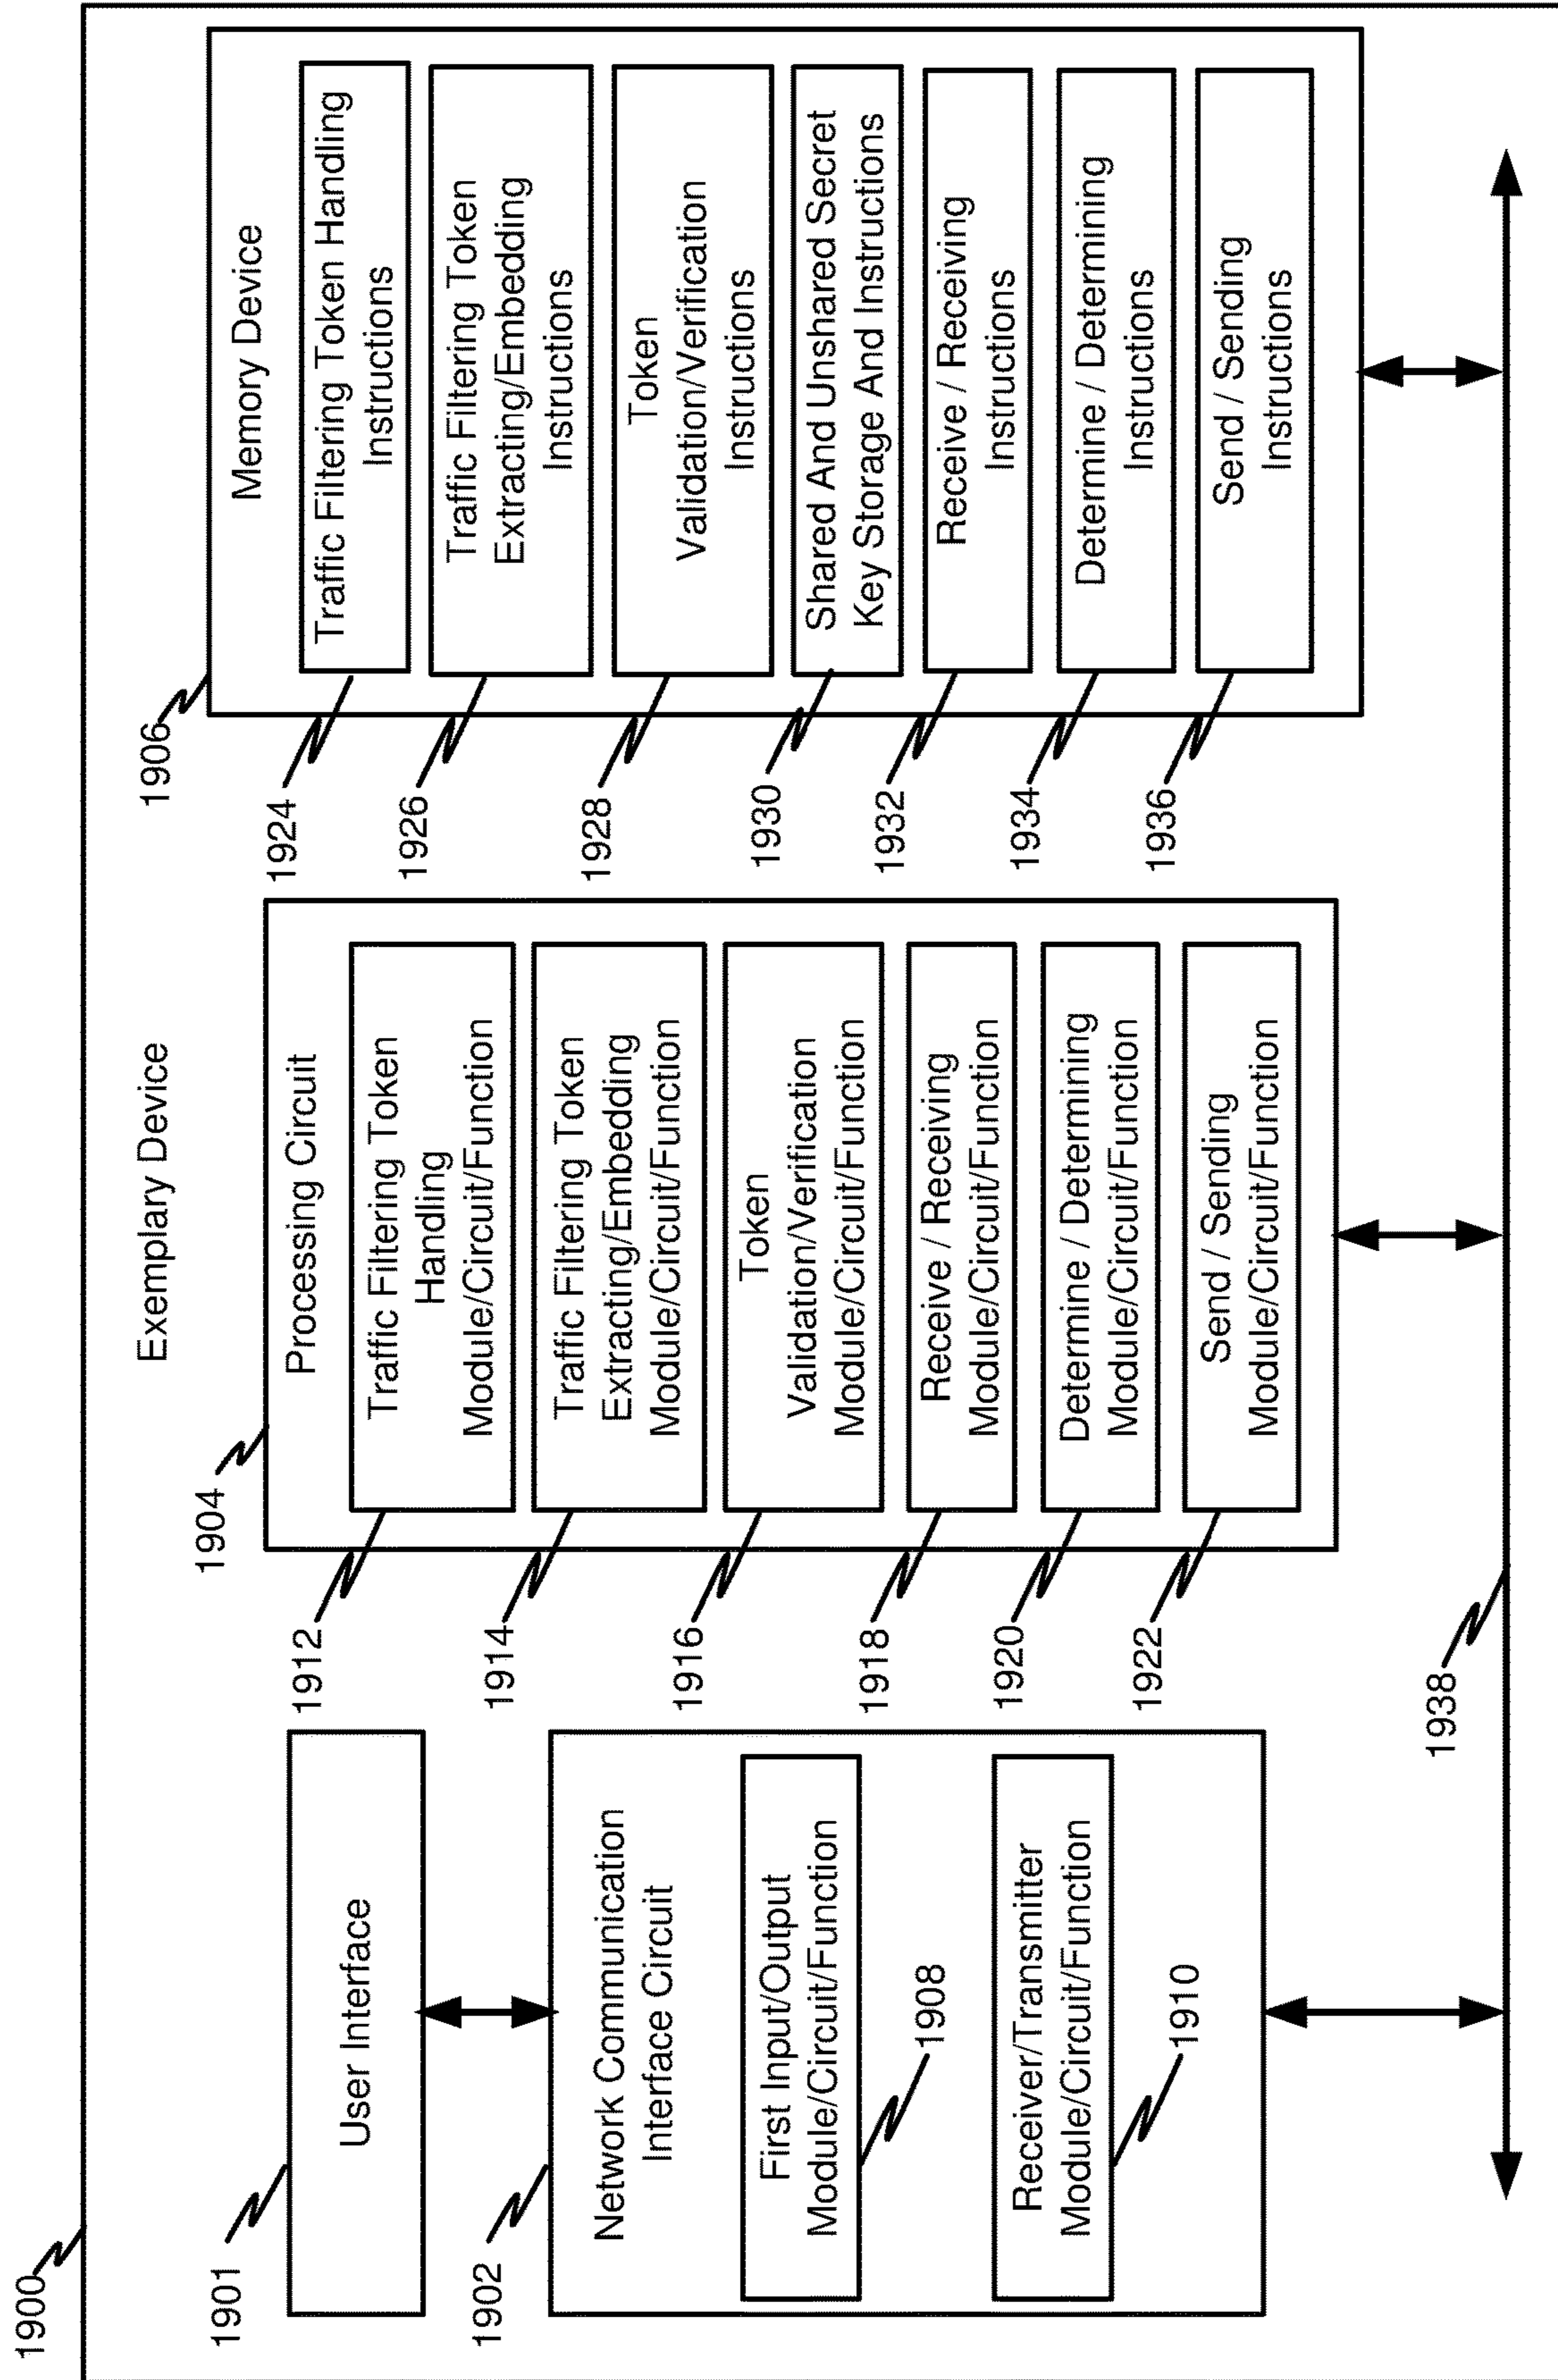 1900
Exemplary Device
1901
User Interface
1902
Network Communication
Interface Circuit
First Input/Output
Module/Circuit/Function
1908
Receiver/Transmitter
Module/Circuit/Function
1910
1904
Processing Circuit
1912
Traffic Filtering Token
Handling
Module/Circuit/Function
1914
Traffic Filtering Token
Extracting/Embedding
Module/Circuit/Function
1916
Token
Validation/Verification
Module/Circuit/Function
1918
Receive / Receiving
Module/Circuit/Function
1920
Determine / Determining
Module/Circuit/Function
1922
Send / Sending
Module/Circuit/Function
1906
Memory Device
1924
Traffic Filtering Token Handling
Instructions
1926
Traffic Filtering Token
Extracting/Embedding
Instructions
1928
Token
Validation/Verification
Instructions
1930
Shared And Unshared Secret
Key Storage And Instructions
1932
Receive / Receiving
Instructions
1934
Determine / Determining
Instructions
1936
Send / Sending
Instructions
1938